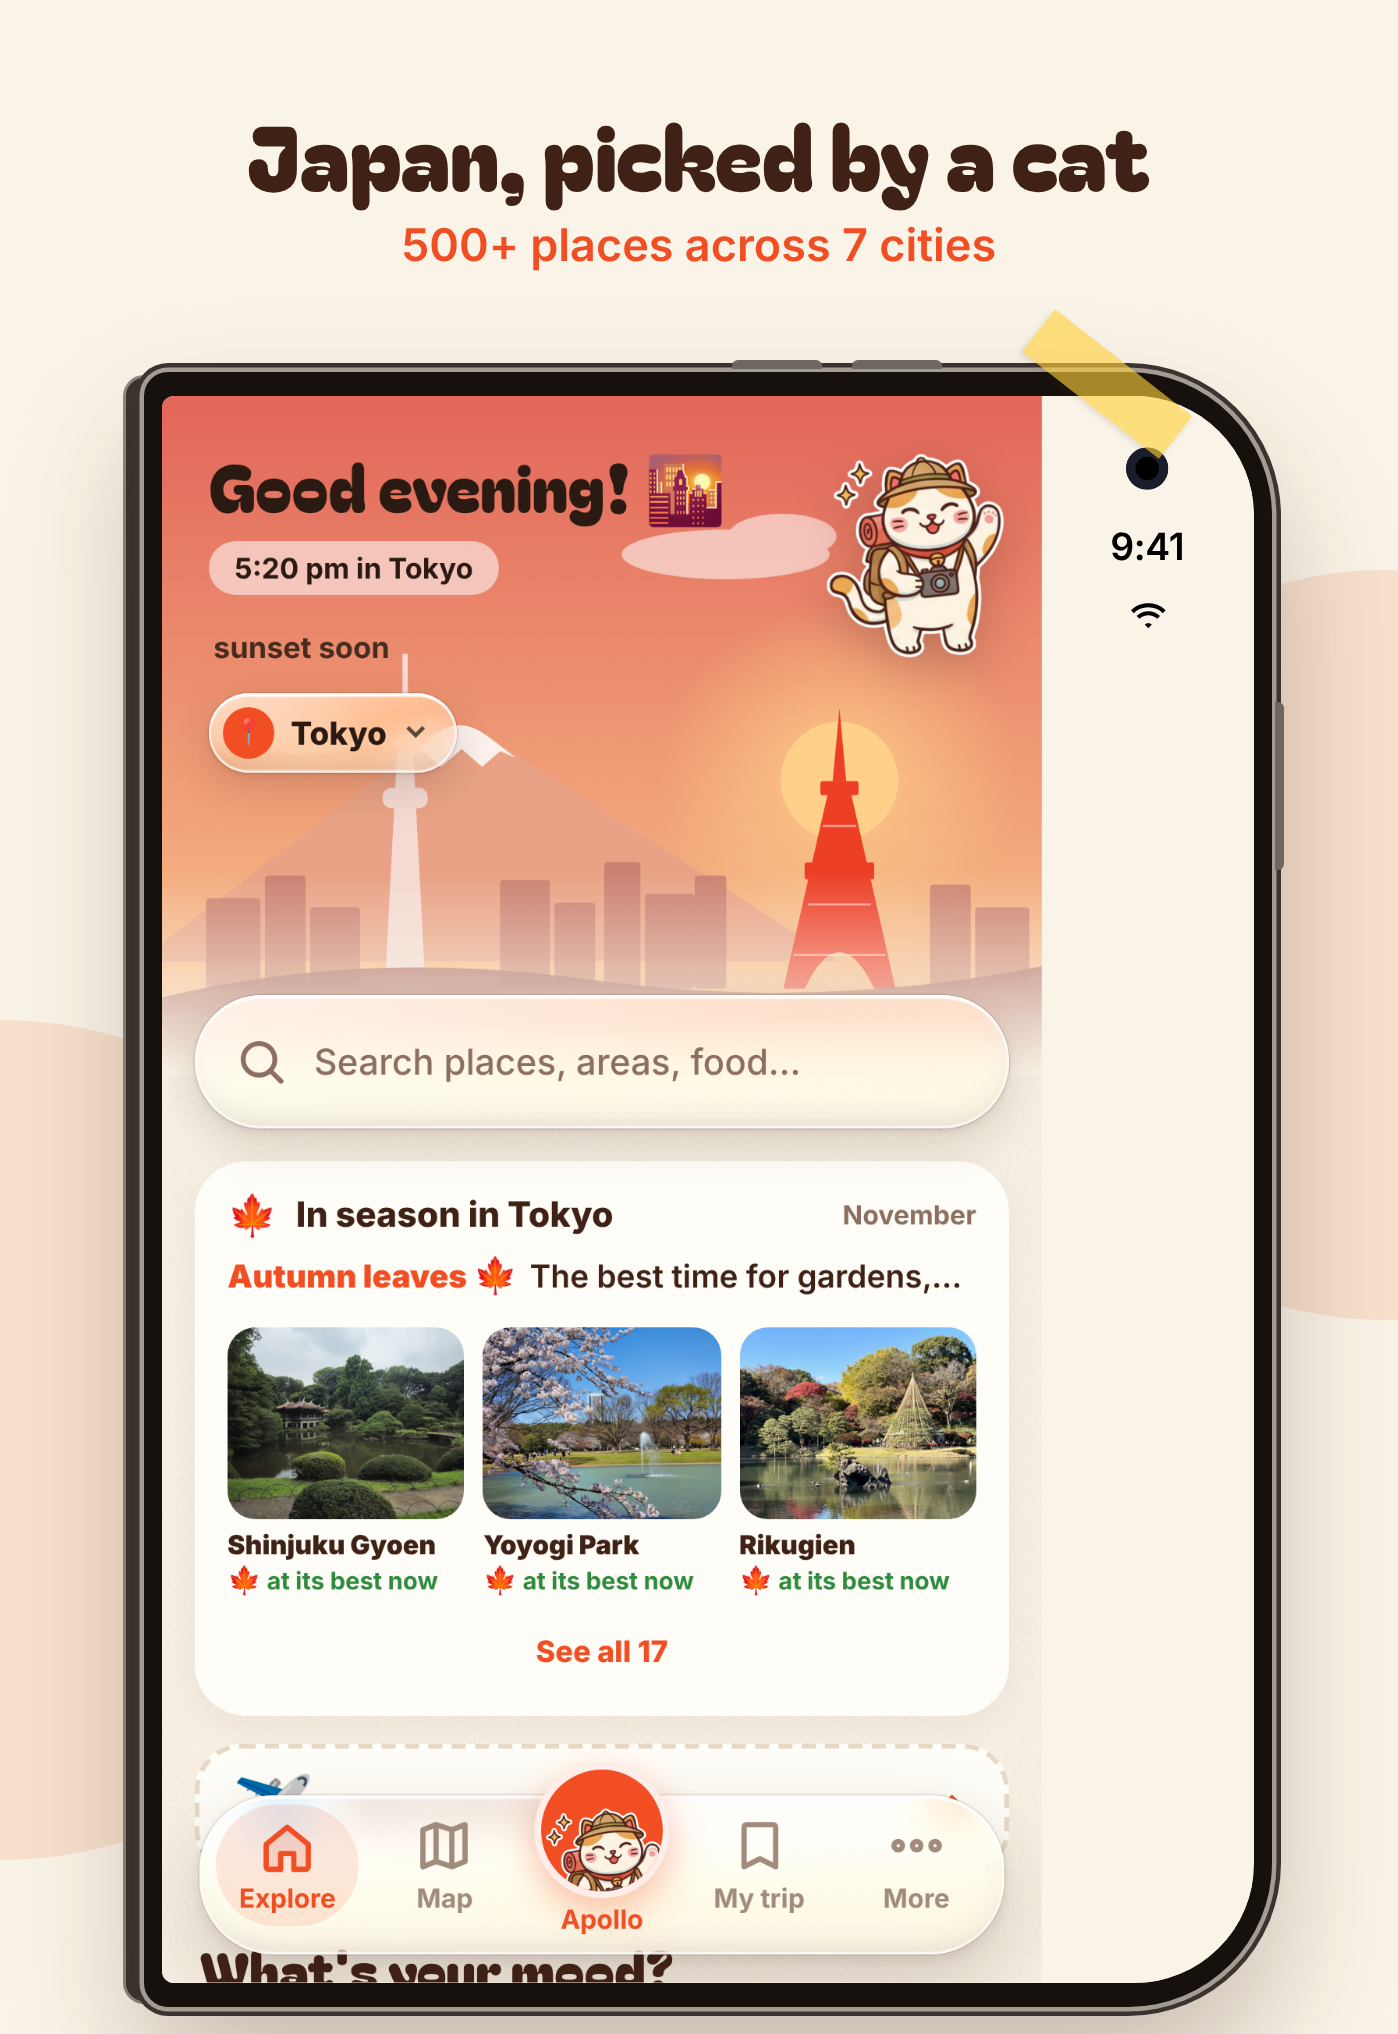 Japan, picked by a cat
500+ places across 7 cities
Good evening!
5:20 pm in Tokyo
9:41
sunset soon
Tokyo
Search places, areas, food...
In season in Tokyo
November
Autumn leaves The best time for gardens,...
Shinjuku Gyoen
at its best now
Yoyogi Park
at its best now
Rikugien
at its best now
See all 17
Explore
Map
Apollo
My trip
More
What's your mood?